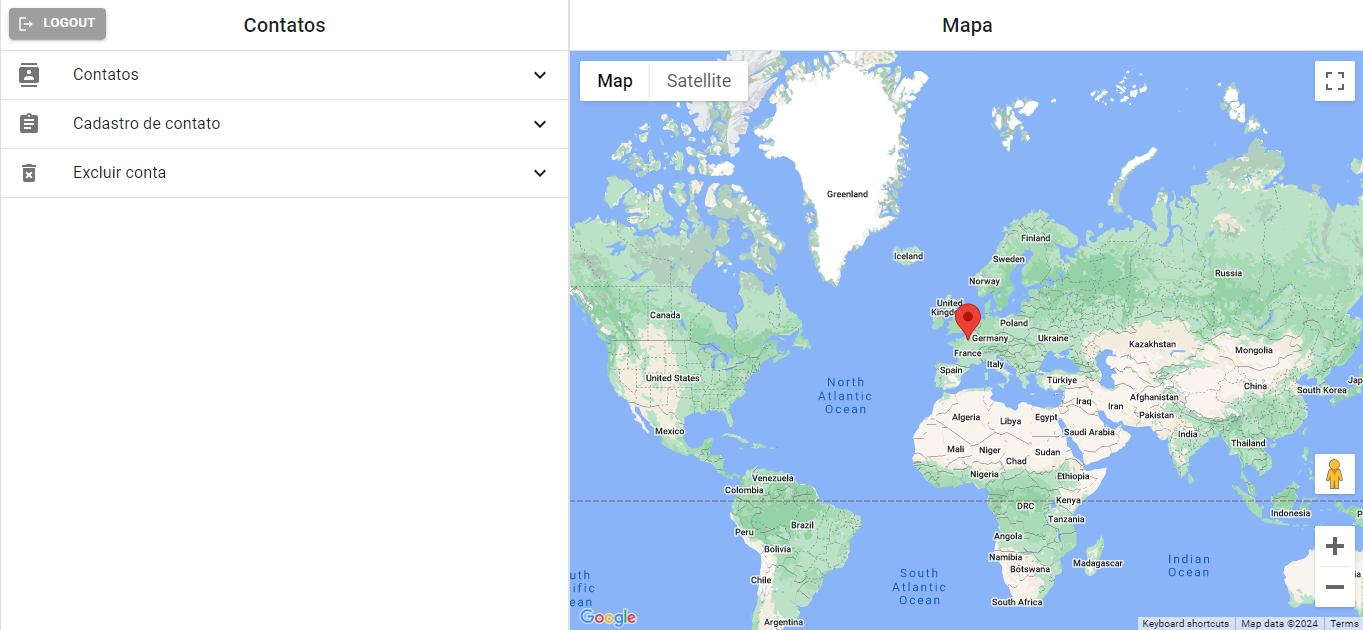 LOGOUT
Contatos
Contatos
Cadastro de contato
Excluir conta
Mapa
Map
Satellite
Greenland
Iceland
Finland
Sweden
Norway
Russia
United
Canada
Poland
Germany
Ukraine
France
Kazakhstan
Mongolia
Spain
Italy
United States
North
Atlantic
Ocean
Türkiye
China
South Korea
Iraq
Iran
Afghanistan
Pakistan
Algeria
Libya
Egypt
Saudi Arabia
India
Mexico
Mali
Niger
Chad
Sudan
Thailand
Nigeria
Ethiopia
Venezuela
Colombia
Kenya
DRC
Tanzania
Indonesia
Brazil
Peru
Bolivia
Angola
Namibia
Botswana
Madagascar
Indian
Ocean
South
Atlantic
Ocean
Chile
South Africa
Argentina
Google
Keyboard shortcuts
Map data ©2024
Terms